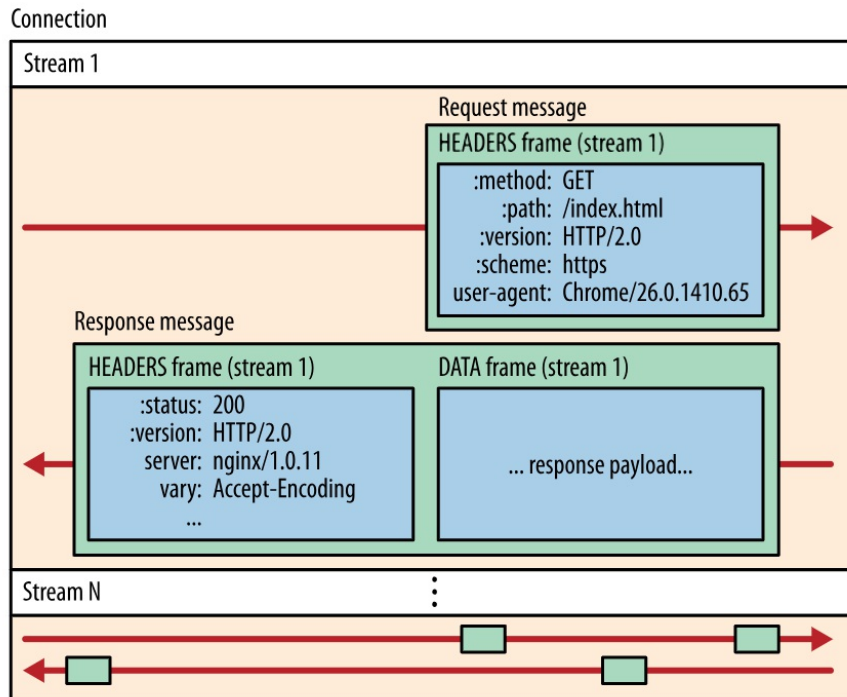 Connection
Stream 1
Request message
HEADERS frame (stream 1)
:method: GET
:path: /index.html
:version: HTTP/2.0
:scheme: https
user-agent: Chrome/26.0.1410.65
Response message
HEADERS frame (stream 1)
:status: 200
:version: HTTP/2.0
server: nginx/1.0.11
vary: Accept-Encoding
...
DATA frame (stream 1)
... response payload...
Stream N